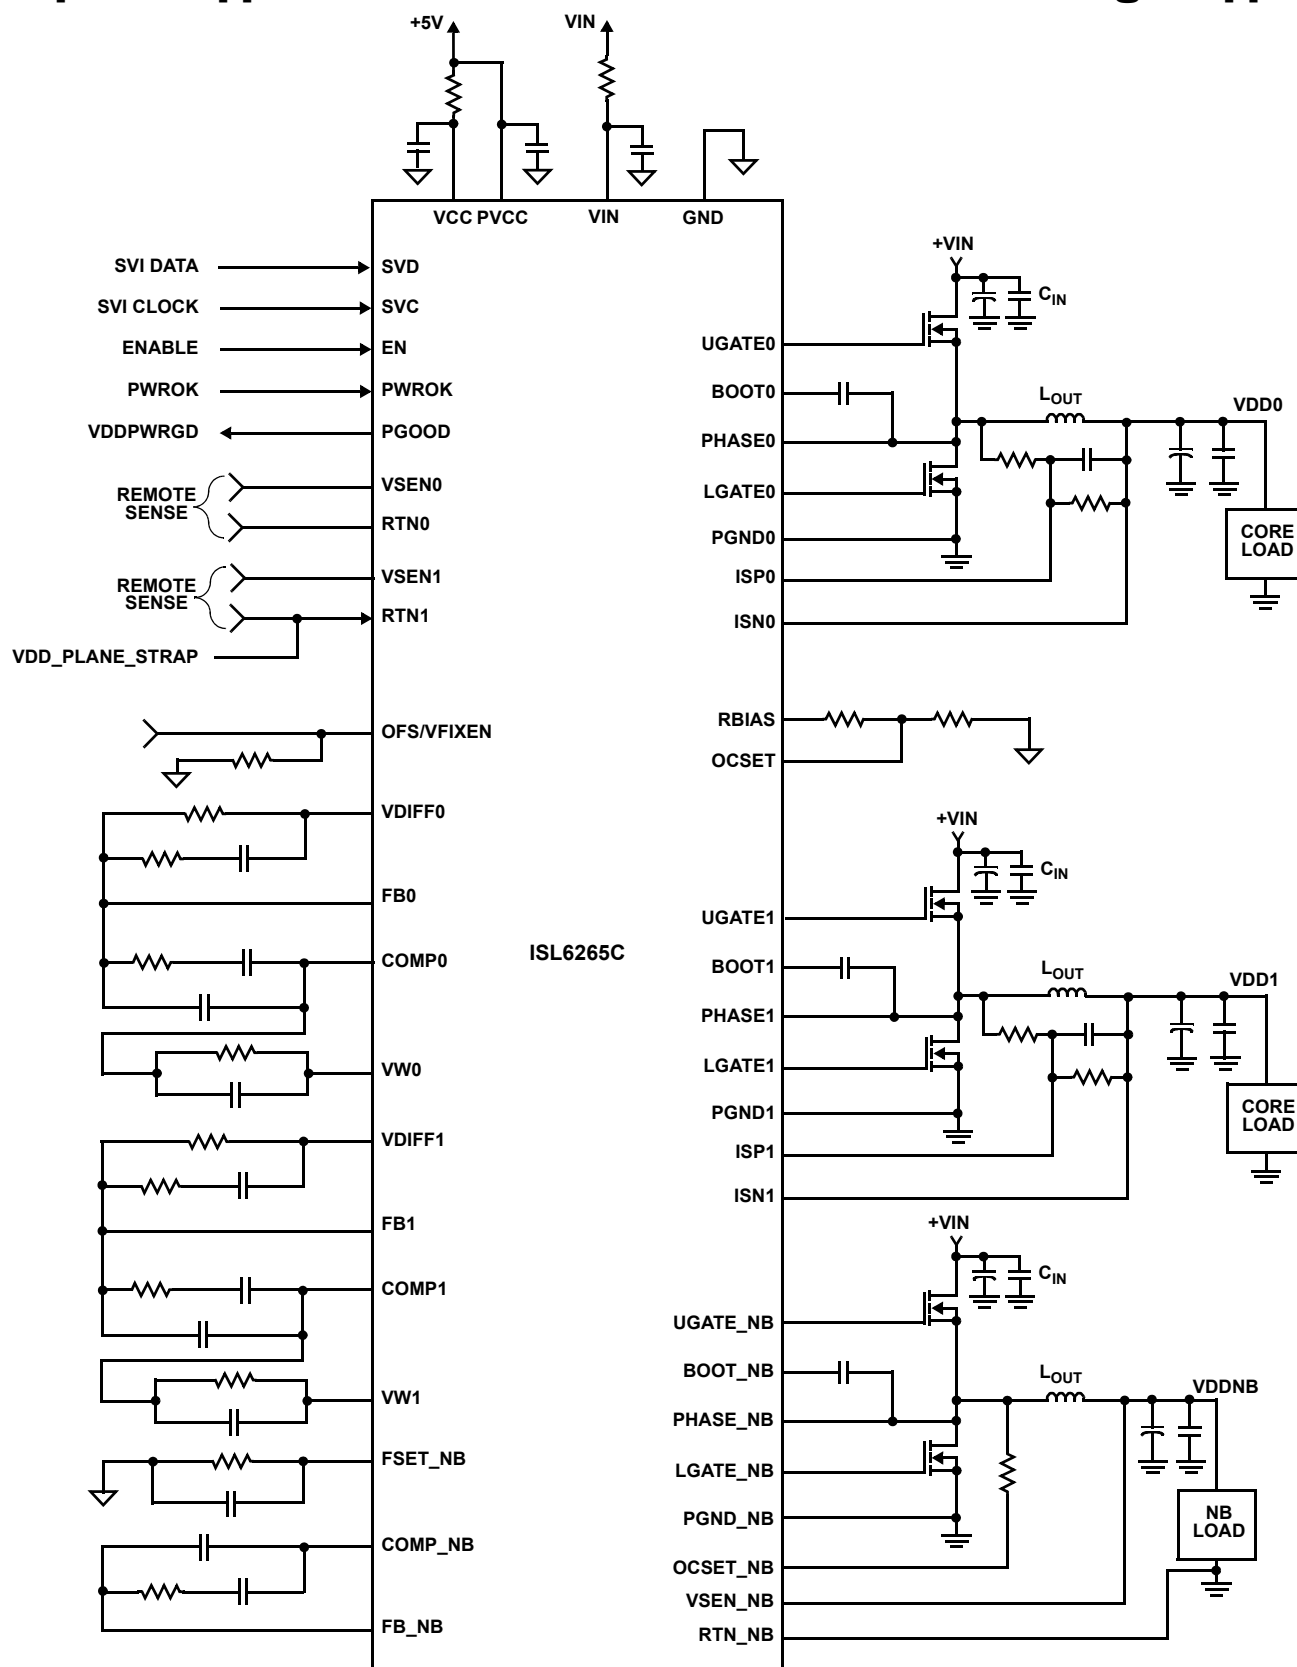 +5V
VIN
VCC PVCC VIN GND
SVI DATA SVD
SVI CLOCK SVC
ENABLE EN
PWROK PWROK
VDDPWRGD PGOOD
REMOTE
SENSE
VSEN0
RTN0
REMOTE
SENSE
VSEN1
RTN1
VDD_PLANE_STRAP
OFS/VFIXEN
VDIFF0
FB0
COMP0
VW0
VDIFF1
FB1
COMP1
VW1
FSET_NB
COMP_NB
FB_NB
ISL6265C
+VIN
CIN
UGATE0
BOOT0
LOUT
VDD0
PHASE0
LGATE0
PGND0
CORE
LOAD
ISP0
ISN0
RBIAS
OCSET
+VIN
CIN
UGATE1
BOOT1
LOUT
VDD1
PHASE1
LGATE1
PGND1
CORE
LOAD
ISP1
ISN1
+VIN
CIN
UGATE_NB
BOOT_NB
LOUT
VDDNB
PHASE_NB
LGATE_NB
PGND_NB
NB
LOAD
OCSET_NB
VSEN_NB
RTN_NB